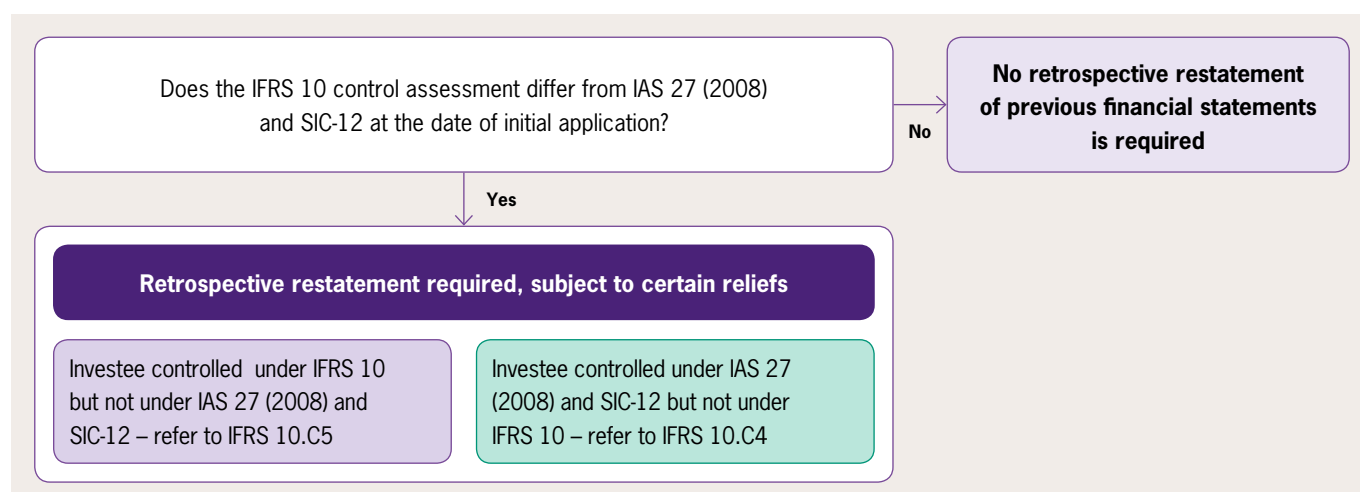 Does the IFRS 10 control assessment differ from IAS 27 (2008)
and SIC-12 at the date of initial application?
No
No retrospective restatement
of previous financial statements
is required
Yes
Retrospective restatement required, subject to certain reliefs
Investee controlled under IFRS 10
but not under IAS 27 (2008) and
SIC-12 – refer to IFRS 10.C5
Investee controlled under IAS 27
(2008) and SIC-12 but not under
IFRS 10 – refer to IFRS 10.C4